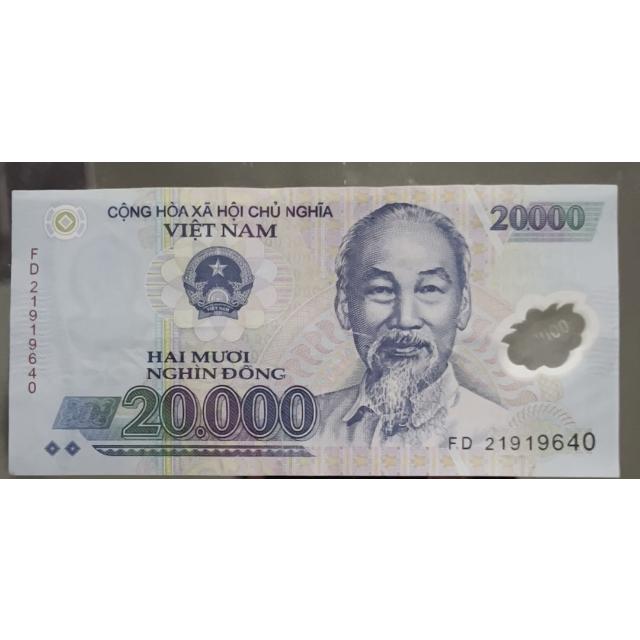 CỘNG HÒA XÃ HỘI CHỦ NGHĨA
VIỆT NAM
20000
FD 21919640
HAI MƯƠI
NGHÌN ĐỒNG
20.000
FD 21919640